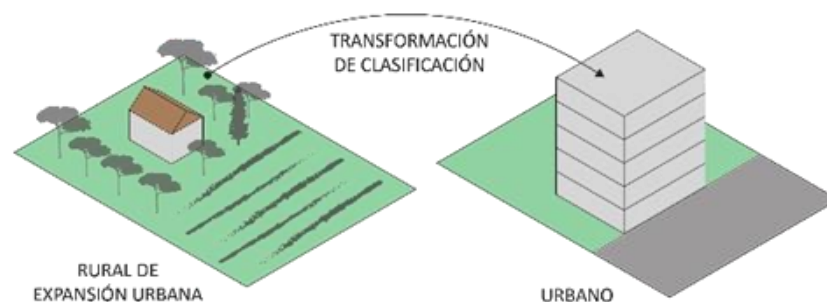 TRANSFORMACIÓN
DE CLASIFICACIÓN
RURAL DE
EXPANSIÓN URBANA
URBANO